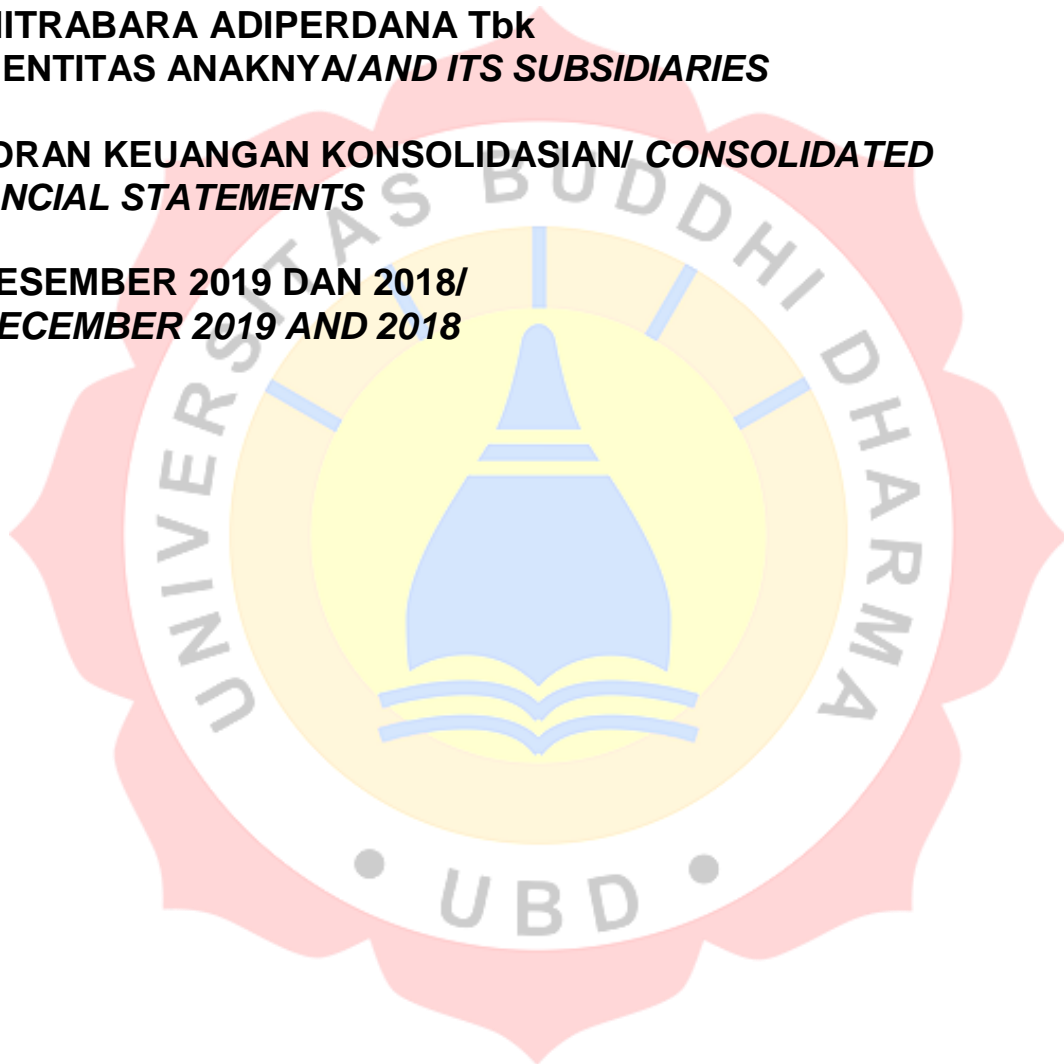 MITRABARA ADIPERDANA Tbk
ENTITAS ANAKNYA/AND ITS SUBSIDIARIES
ORAN KEUANGAN KONSOLIDASIAN/ CONSOLIDATED
NCIAL STATEMENTS
ESEMBER 2019 DAN 2018/
ECEMBER 2019 AND 2018
UNIVERSITAS BUDDHI DHARMA
• UBD •